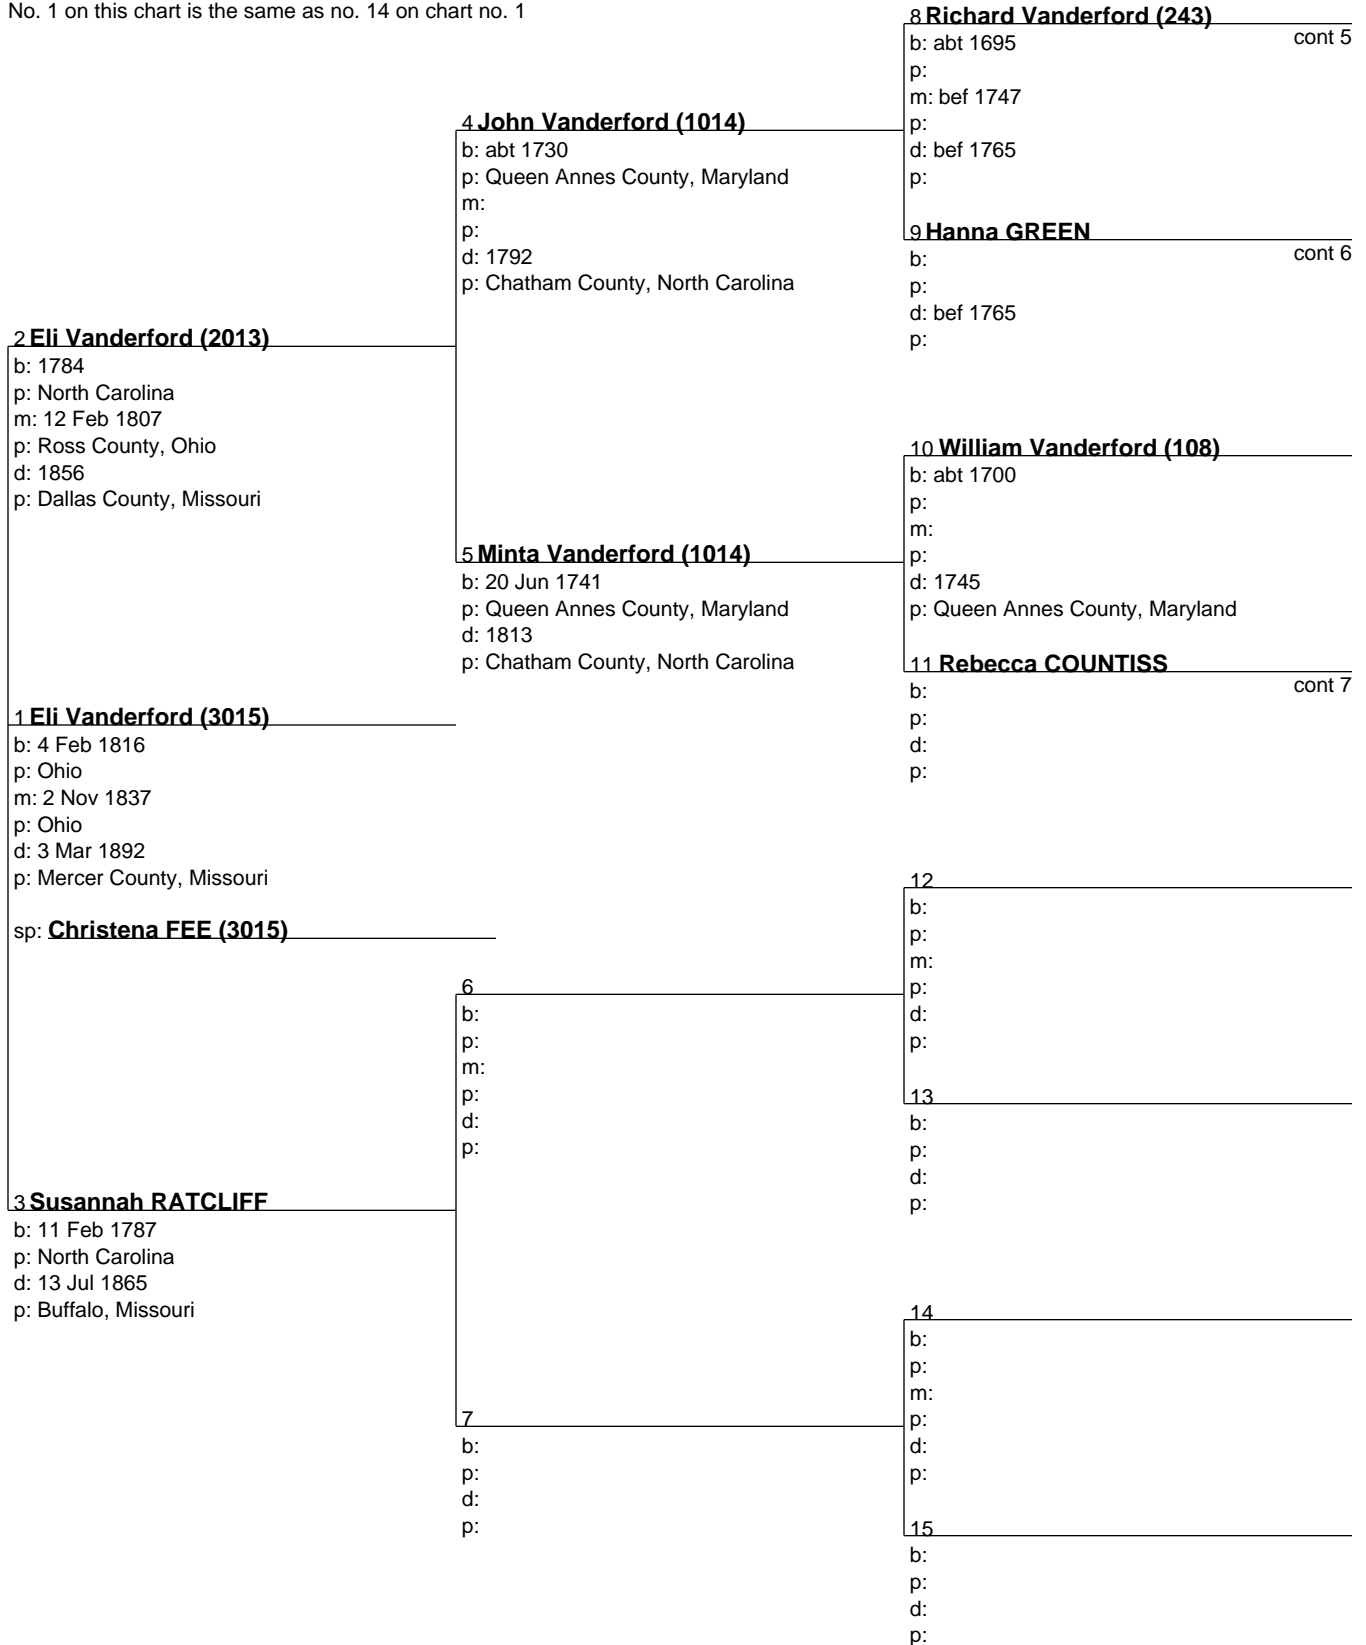 No. 1 on this chart is the same as no. 14 on chart no. 1
8 Richard Vanderford (243)
cont 5
b: abt 1695
p:
m: bef 1747
p:
d: bef 1765
p:
4 John Vanderford (1014)
b: abt 1730
p: Queen Annes County, Maryland
m:
p:
d: 1792
p: Chatham County, North Carolina
9 Hanna GREEN
cont 6
b:
p:
d: bef 1765
p:
2 Eli Vanderford (2013)
b: 1784
p: North Carolina
m: 12 Feb 1807
p: Ross County, Ohio
d: 1856
p: Dallas County, Missouri
10 William Vanderford (108)
b: abt 1700
p:
m:
p:
d: 1745
p: Queen Annes County, Maryland
5 Minta Vanderford (1014)
b: 20 Jun 1741
p: Queen Annes County, Maryland
d: 1813
p: Chatham County, North Carolina
11 Rebecca COUNTISS
cont 7
b:
p:
d:
p:
1 Eli Vanderford (3015)
b: 4 Feb 1816
p: Ohio
m: 2 Nov 1837
p: Ohio
d: 3 Mar 1892
p: Mercer County, Missouri
sp: Christena FEE (3015)
12
b:
p:
m:
p:
d:
p:
6
b:
p:
m:
p:
d:
p:
13
b:
p:
d:
p:
3 Susannah RATCLIFF
b: 11 Feb 1787
p: North Carolina
d: 13 Jul 1865
p: Buffalo, Missouri
14
b:
p:
m:
p:
d:
p:
7
b:
p:
d:
p:
15
b:
p:
d:
p: